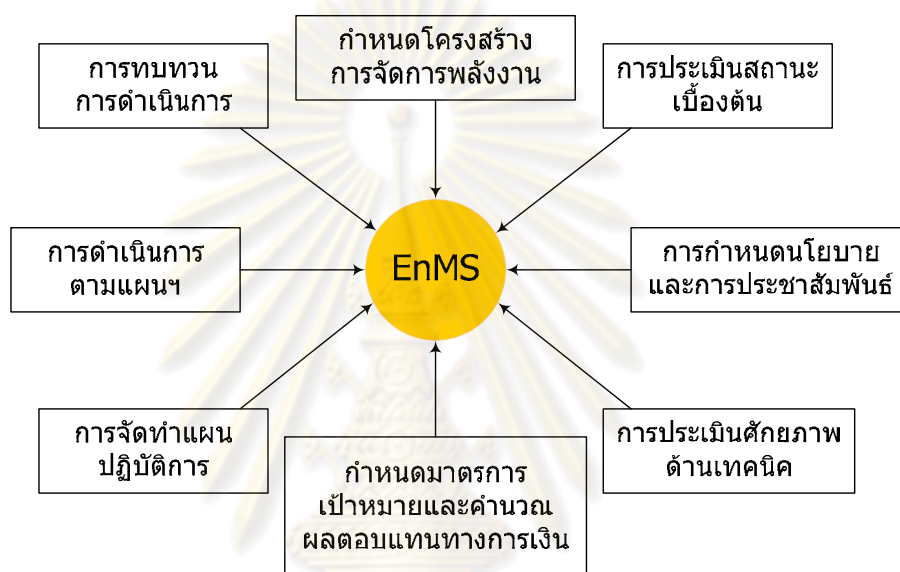 กำหนดโครงสร้าง
การจัดการพลังงาน
การทบทวน
การดำเนินการ
การประเมินสถานะ
เบื้องต้น
การดำเนินการ
ตามแผนฯ
EnMS
การกำหนดนโยบาย
และการประชาสัมพันธ์
การจัดทำแผน
ปฏิบัติการ
กำหนดมาตรการ
เป้าหมายและคำนวณ
ผลตอบแทนทางการเงิน
การประเมินศักยภาพ
ด้านเทคนิค